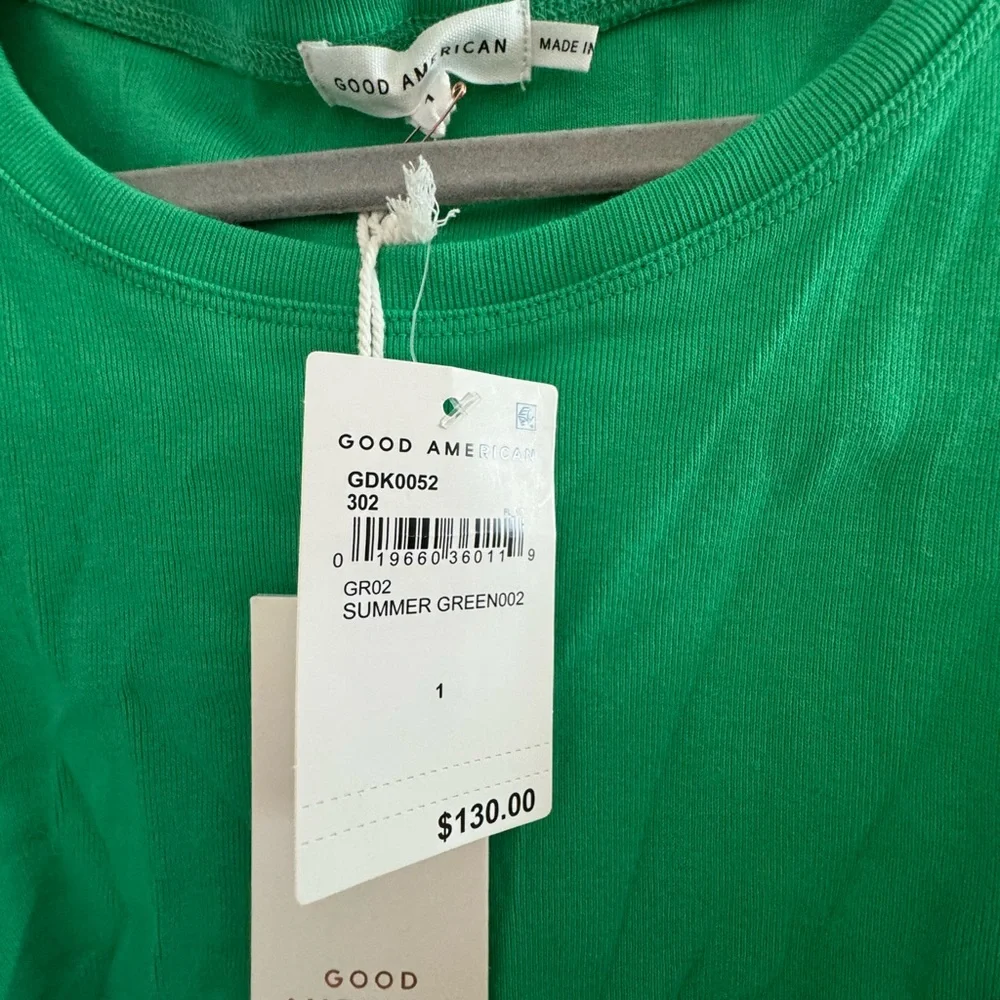 GOOD AMERICAN
MADE IN
1
GOOD AMERICAN
GDK0052
302
0 19660 36011 9
GR02
SUMMER GREEN002
1
$130.00
GOOD